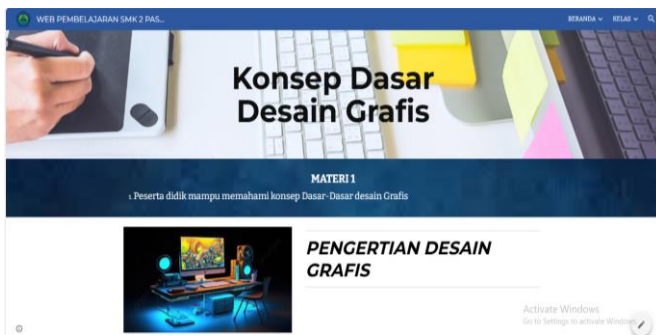 WEB PEMBELAJARAN SMK 2 PAS...
BERANDA
KELAS
Konsep Dasar
Desain Grafis
MATERI 1
1. Peserta didik mampu memahami konsep Dasar-Dasar desain Grafis
PENGERTIAN DESAIN
GRAFIS
Activate Windows
Go to Settings to activate Windows.